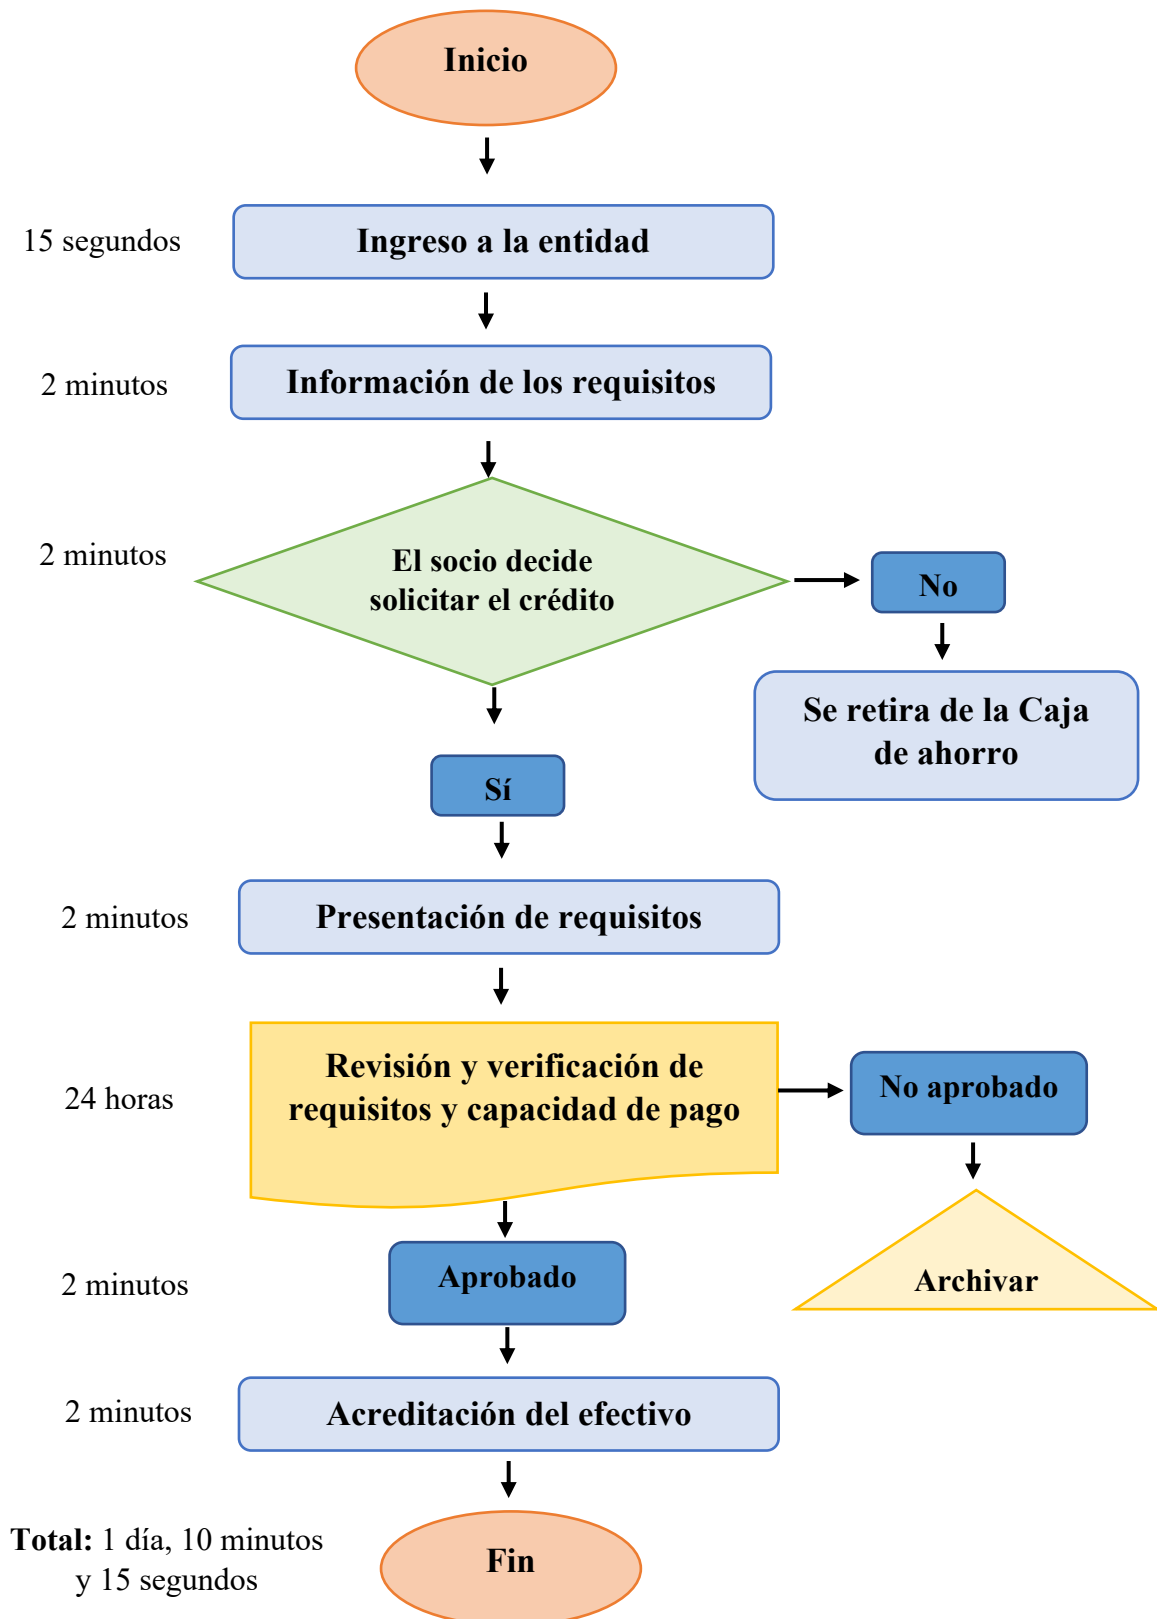 Inicio
15 segundos
Ingreso a la entidad
2 minutos
Información de los requisitos
2 minutos
El socio decide
solicitar el crédito
No
Se retira de la Caja
de ahorro
Sí
2 minutos
Presentación de requisitos
24 horas
Revisión y verificación de
requisitos y capacidad de pago
No aprobado
2 minutos
Aprobado
Archivar
2 minutos
Acreditación del efectivo
Total: 1 día, 10 minutos
y 15 segundos
Fin